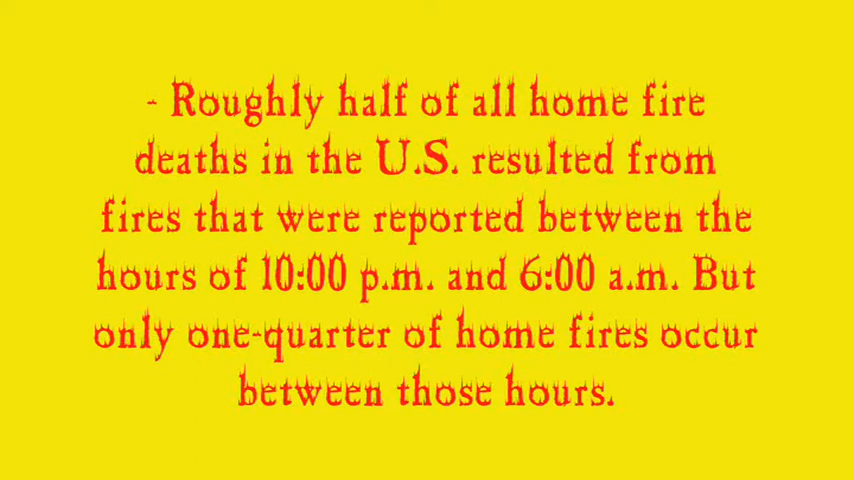 - Roughly half of all home fire
deaths in the U.S. resulted from
fires that were reported between the
hours of 10:00 p.m. and 6:00 a.m. But
only one-quarter of home fires occur
between those hours.